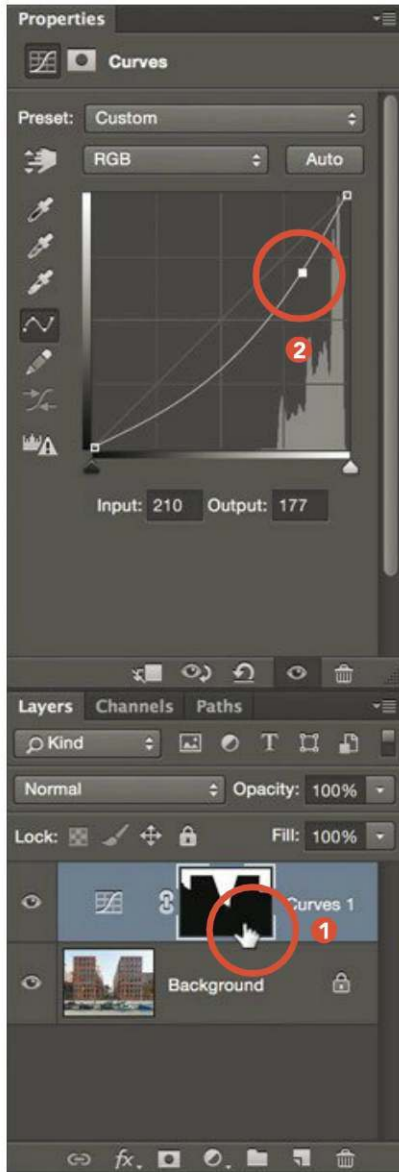 Properties
Curves
Preset: Custom
RGB Auto
2
Input: 210 Output: 177
Layers Channels Paths
Kind T
Normal Opacity: 100%
Lock: Fill: 100%
Curves 1
1
Background
fx